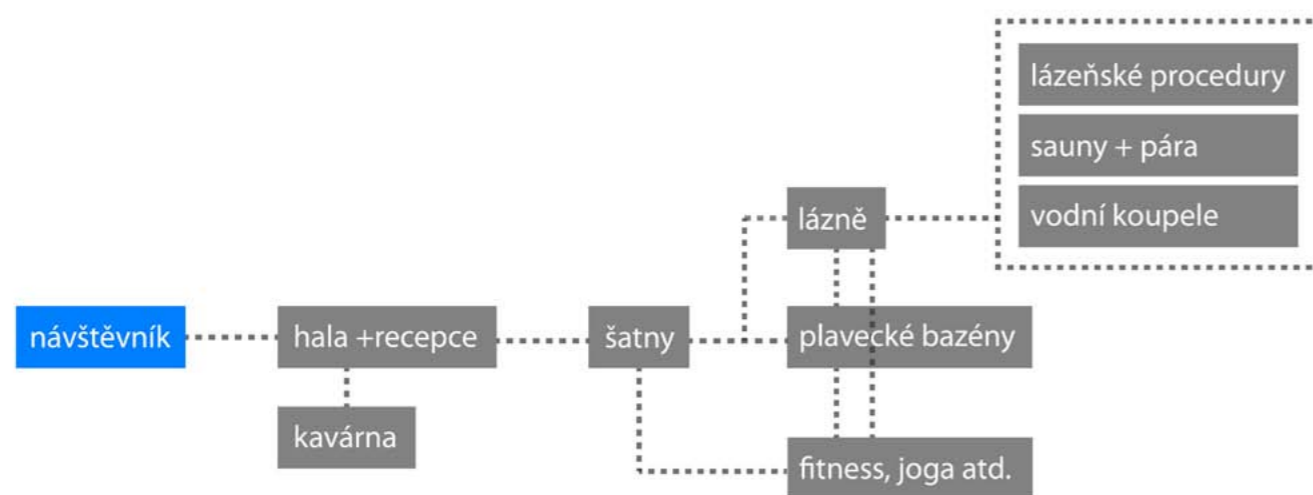 lázeňské procedury
sauny + pára
vodní koupele
lázně
návštěvník
hala +recepce
šatny
plavecké bazény
kavárna
fitness, joga atd.